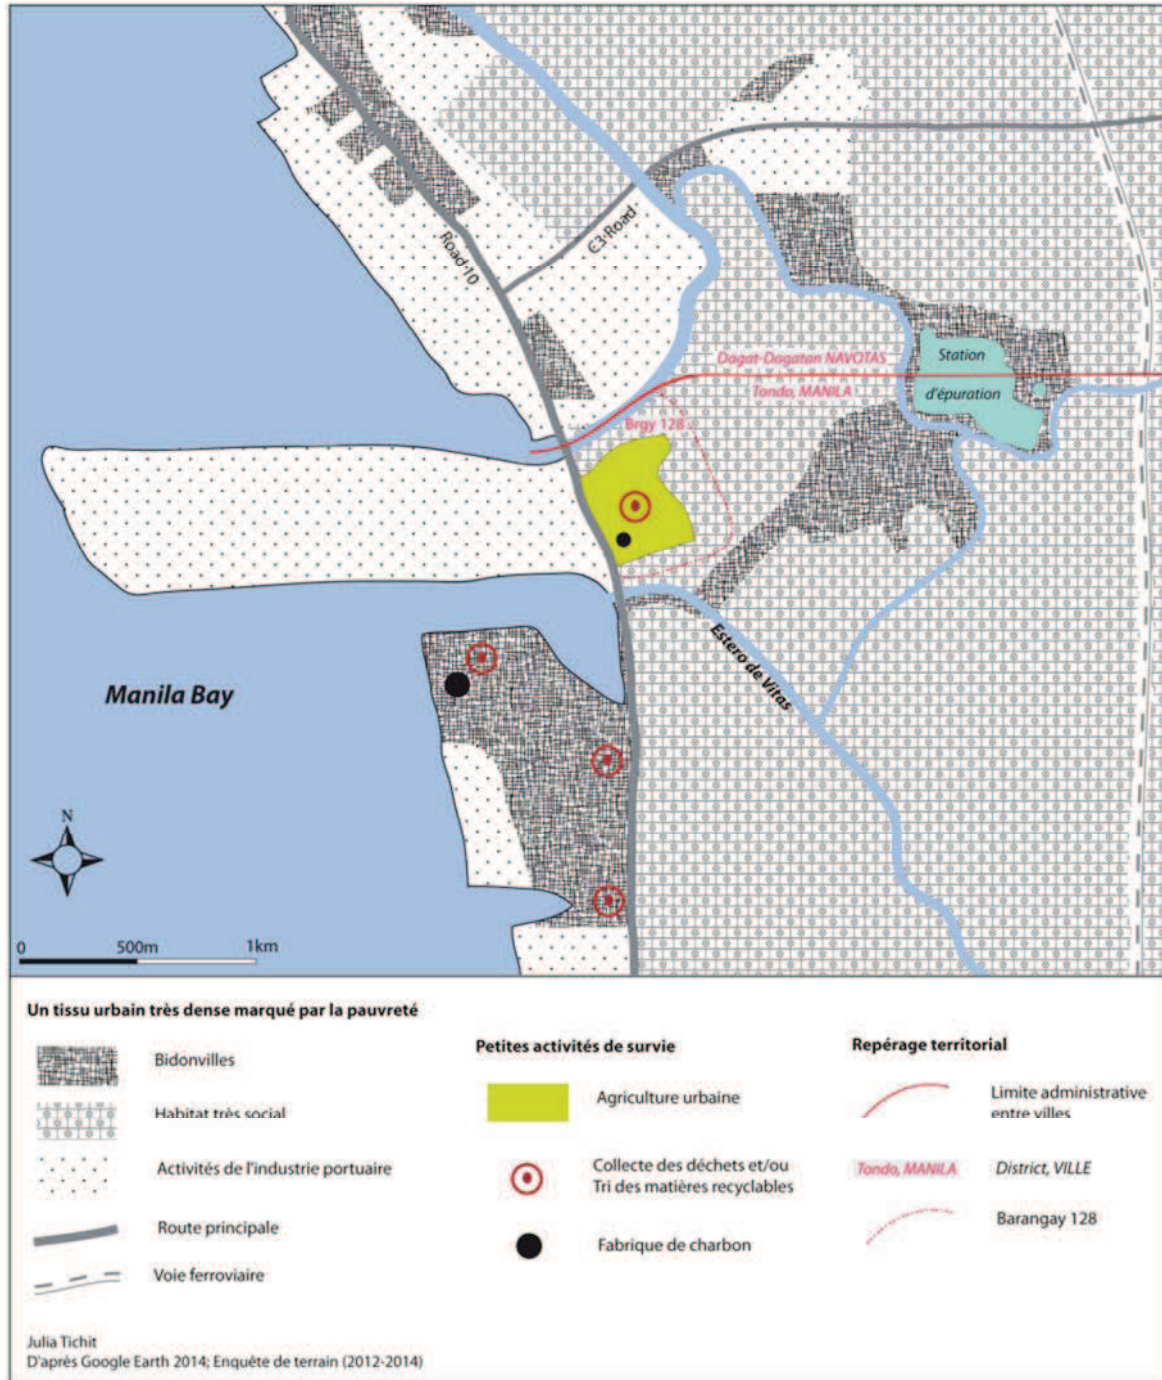 Road 10
C3 Road
Dagat-Dagatan NAVOTAS
Tondo, MANILA
Station
d'épuration
Brgy 128
Manila Bay
Estero de Vitas
N
0 500m 1km
Un tissu urbain très dense marqué par la pauvreté
Bidonvilles
Habitat très social
Activités de l'industrie portuaire
Route principale
Voie ferroviaire
Petites activités de survie
Agriculture urbaine
Collecte des déchets et/ou
Tri des matières recyclables
Fabrique de charbon
Repérage territorial
Limite administrative
entre villes
Tondo, MANILA District, VILLE
Barangay 128
Julia Tichit
D'après Google Earth 2014; Enquête de terrain (2012-2014)